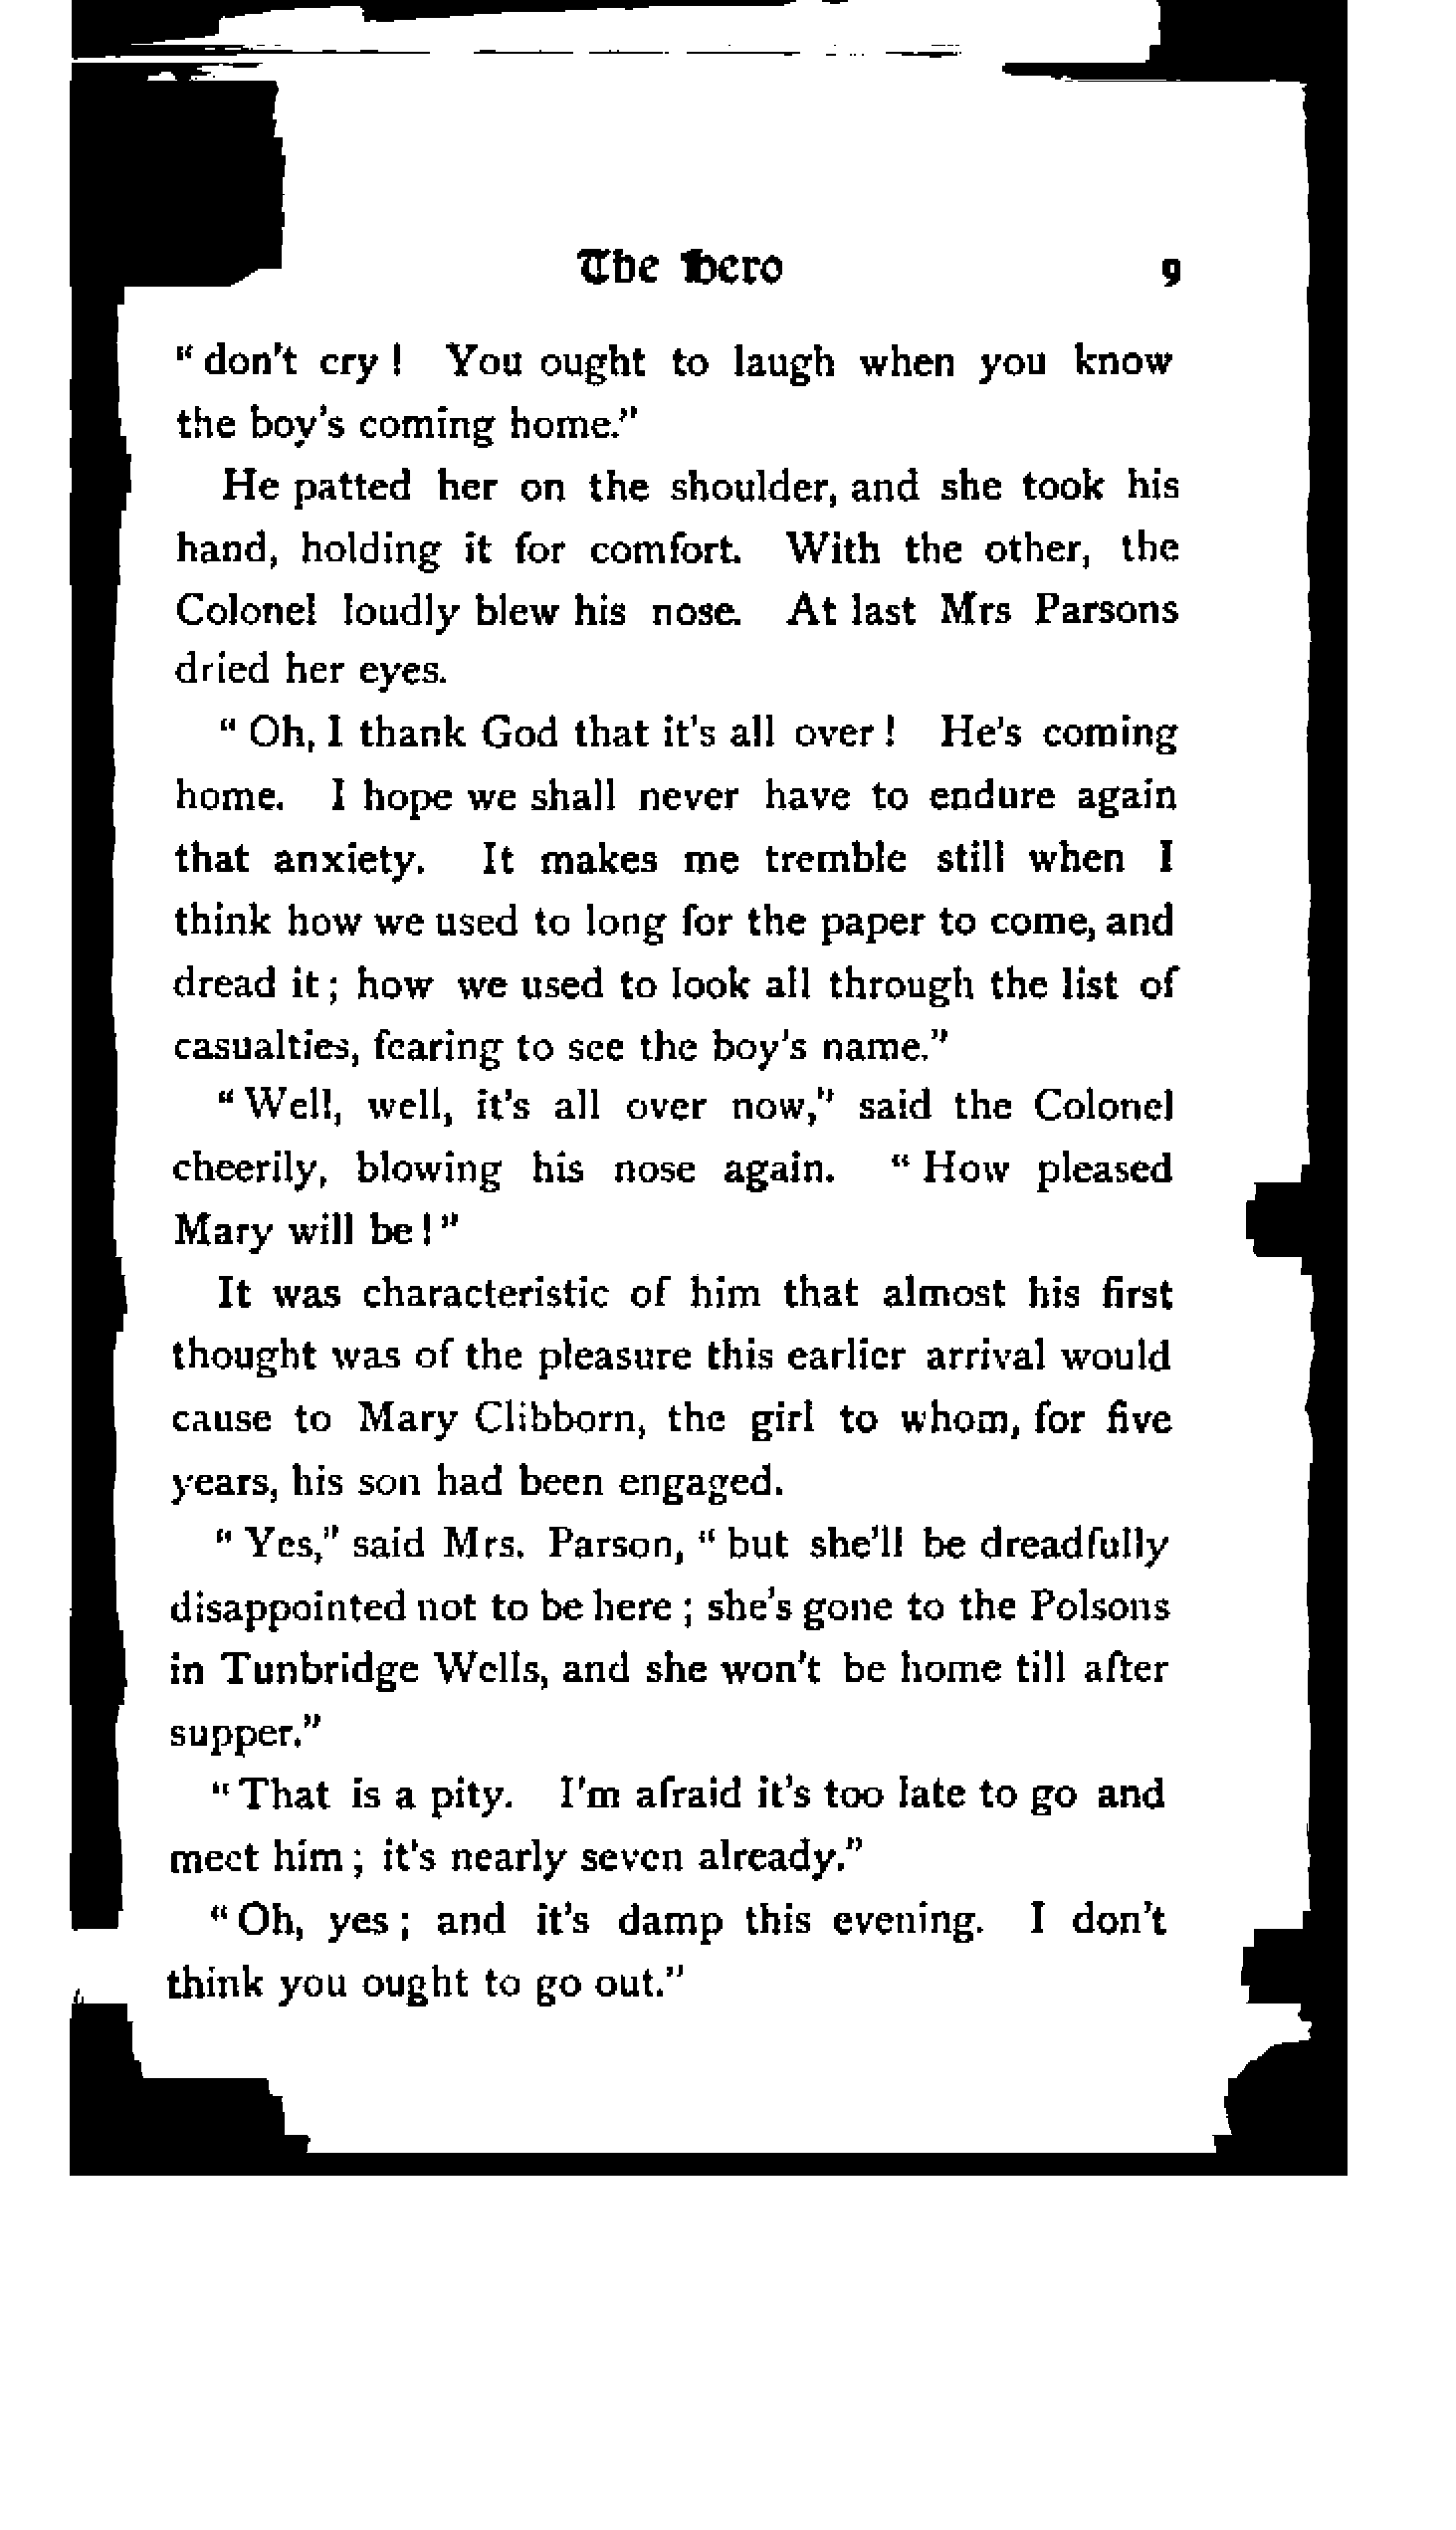 The Hero 9
“don't cry! You ought to laugh when you know
the boy's coming home.”
He patted her on the shoulder, and she took his
hand, holding it for comfort. With the other, the
Colonel loudly blew his nose. At last Mrs Parsons
dried her eyes.
“Oh, I thank God that it's all over! He's coming
home. I hope we shall never have to endure again
that anxiety. It makes me tremble still when I
think how we used to long for the paper to come, and
dread it; how we used to look all through the list of
casualties, fearing to see the boy's name.”
“Well, well, it's all over now,” said the Colonel
cheerily, blowing his nose again. “How pleased
Mary will be!”
It was characteristic of him that almost his first
thought was of the pleasure this earlier arrival would
cause to Mary Clibborn, the girl to whom, for five
years, his son had been engaged.
“Yes,” said Mrs. Parson, “but she'll be dreadfully
disappointed not to be here; she's gone to the Polsons
in Tunbridge Wells, and she won't be home till after
supper.”
“That is a pity. I'm afraid it's too late to go and
meet him; it's nearly seven already.”
“Oh, yes; and it's damp this evening. I don't
think you ought to go out.”